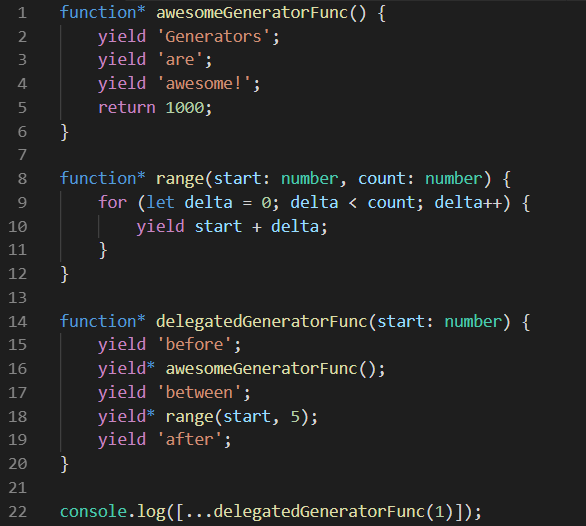 1 function* awesomeGeneratorFunc() {
2     yield 'Generators';
3     yield 'are';
4     yield 'awesome!';
5     return 1000;
6 }
7
8 function* range(start: number, count: number) {
9     for (let delta = 0; delta < count; delta++) {
10         yield start + delta;
11     }
12 }
13
14 function* delegatedGeneratorFunc(start: number) {
15     yield 'before';
16     yield* awesomeGeneratorFunc();
17     yield 'between';
18     yield* range(start, 5);
19     yield 'after';
20 }
21
22 console.log([...delegatedGeneratorFunc(1)]);